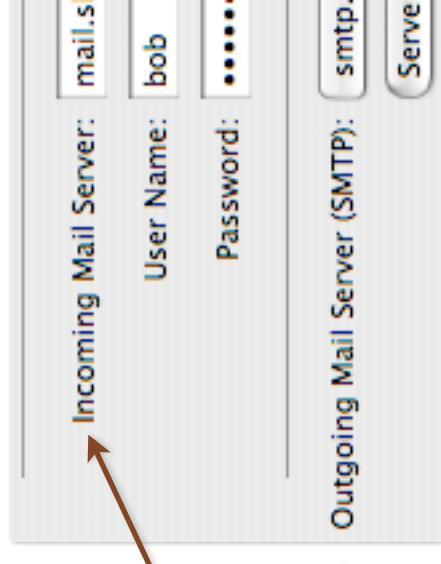 Incoming Mail Server: mail.s
User Name: bob
Password: ••••••
Outgoing Mail Server (SMTP): smtp.
Serve